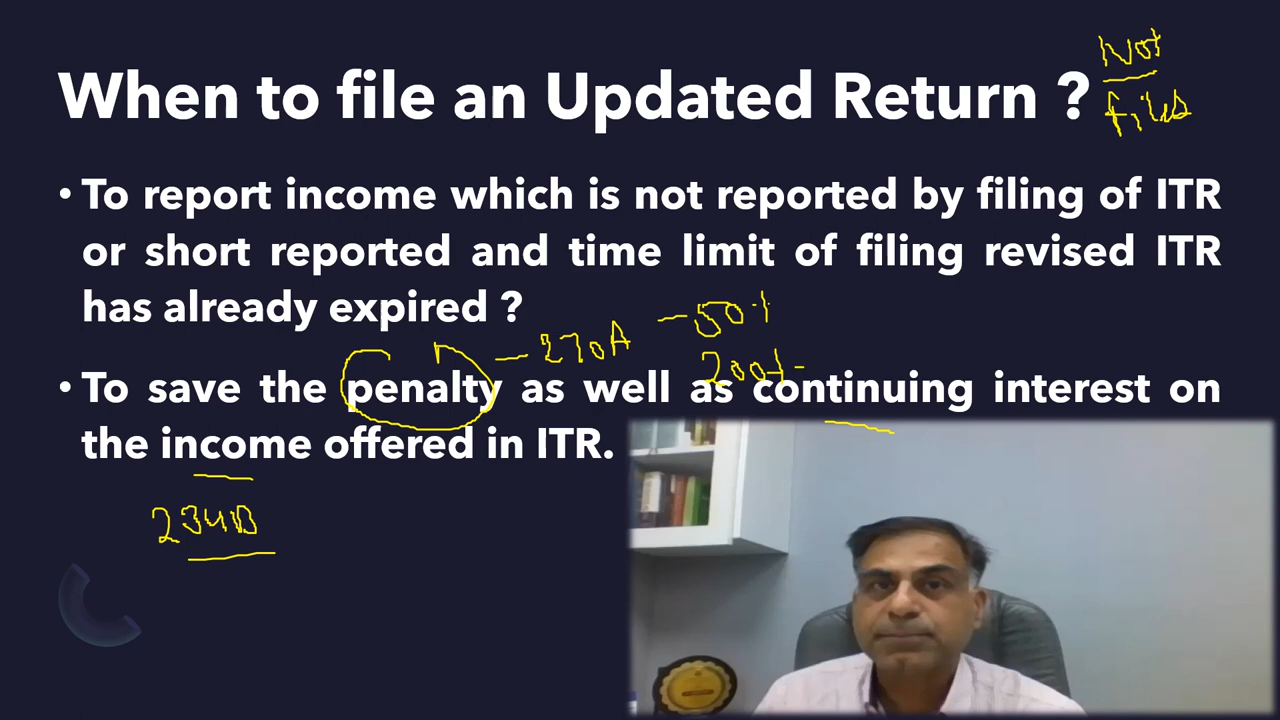 When to file an Updated Return ?
Not
filed
• To report income which is not reported by filing of ITR
or short reported and time limit of filing revised ITR
has already expired ?
– 50%
– 270A
200%
• To save the penalty as well as continuing interest on
the income offered in ITR.
234B